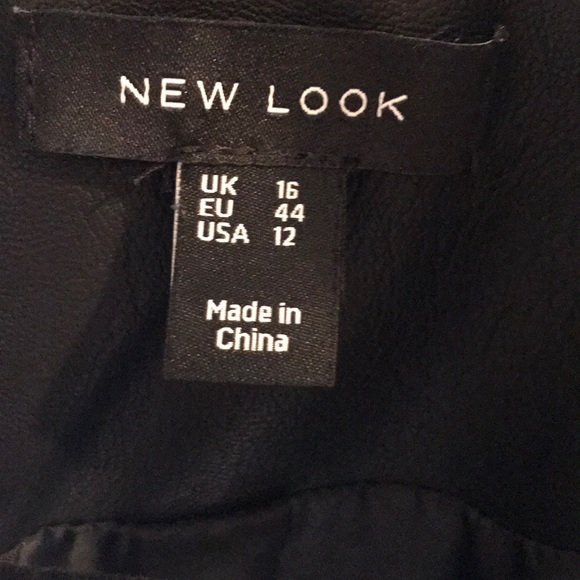 NEW LOOK
UK 16
EU 44
USA 12
Made in
China